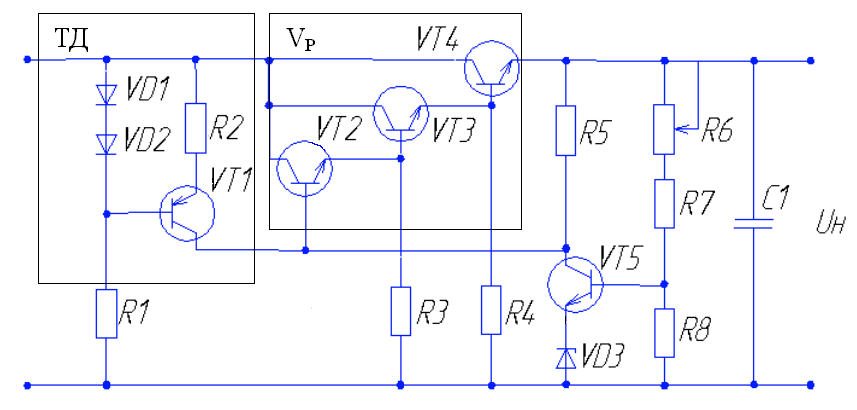 ТД
VР
VT4
VD1
VD2
R2
VT2
VT3
R5
R6
VT1
R7
C1
Uн
VT5
R1
R3
R4
R8
VD3